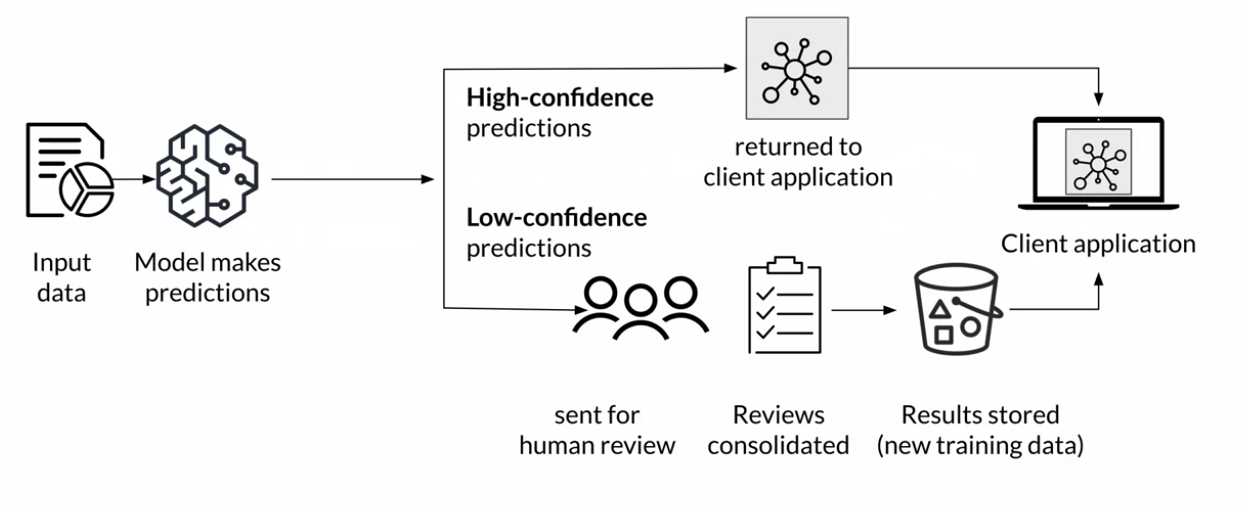 High-confidence
predictions
returned to
client application
Low-confidence
predictions
Client application
Input
data
Model makes
predictions
sent for
human review
Reviews
consolidated
Results stored
(new training data)